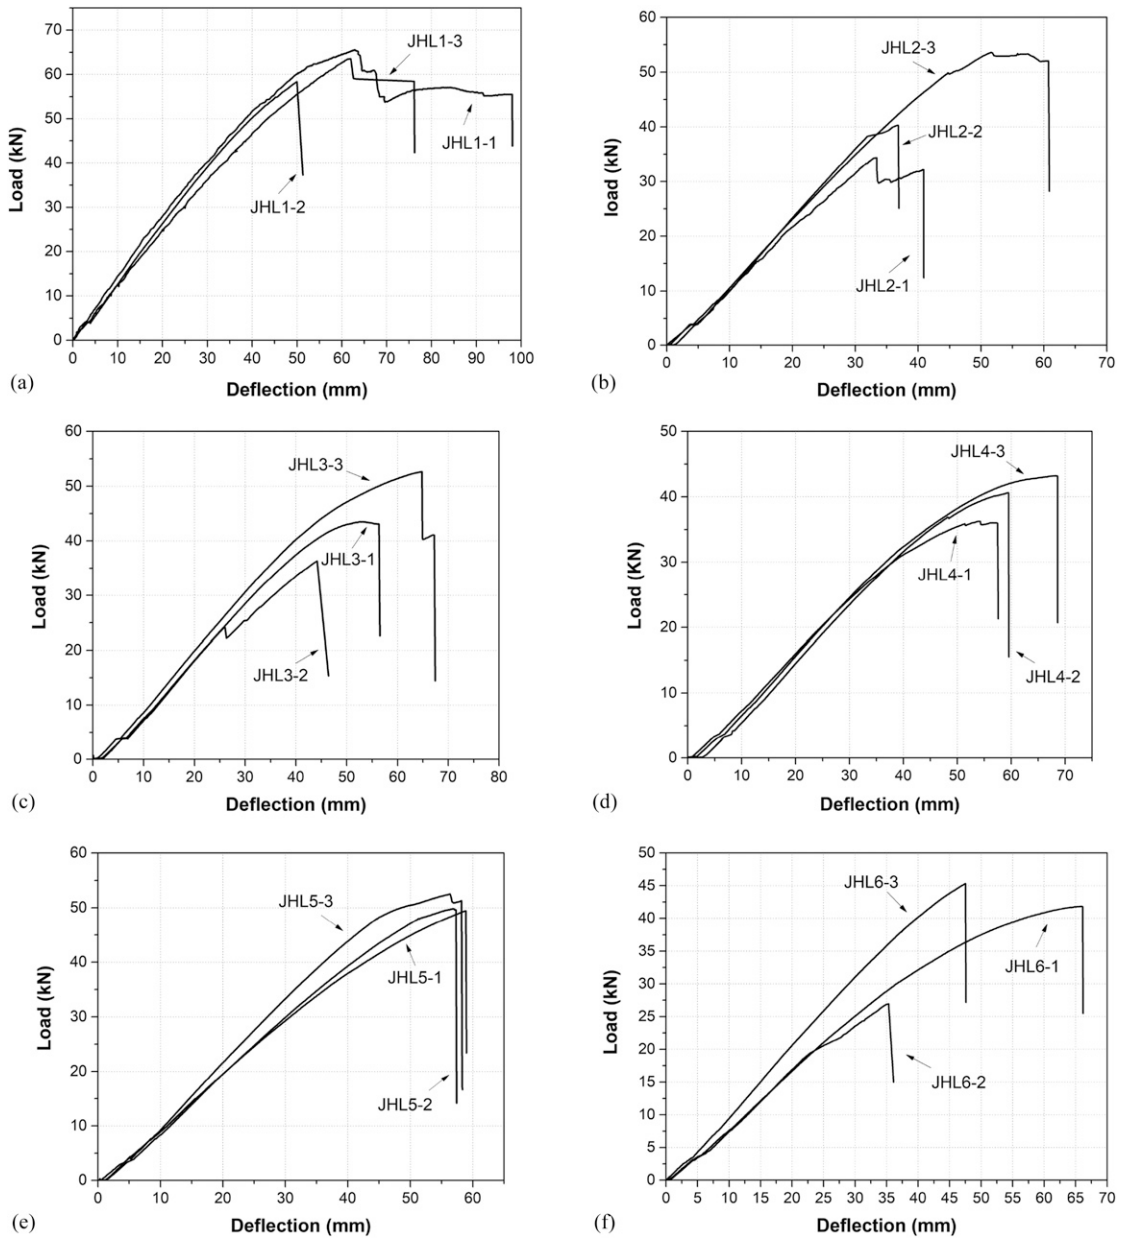 70
60
50
40
30
20
10
0
Load (kN)
JHL1-3
JHL1-1
JHL1-2
0 10 20 30 40 50 60 70 80 90 100
(a)
Deflection (mm)
60
50
40
30
20
10
0
load (kN)
JHL2-3
JHL2-2
JHL2-1
0 10 20 30 40 50 60 70
(b)
Deflection (mm)
60
50
40
30
20
10
0
Load (kN)
JHL3-3
JHL3-1
JHL3-2
0 10 20 30 40 50 60 70 80
(c)
Deflection (mm)
50
40
30
20
10
0
Load (KN)
JHL4-3
JHL4-1
JHL4-2
0 10 20 30 40 50 60 70
(d)
Deflection (mm)
60
50
40
30
20
10
0
Load (kN)
JHL5-3
JHL5-1
JHL5-2
0 10 20 30 40 50 60
(e)
Deflection (mm)
50
45
40
35
30
25
20
15
10
5
0
Load (kN)
JHL6-3
JHL6-1
JHL6-2
0 5 10 15 20 25 30 35 40 45 50 55 60 65 70
(f)
Deflection (mm)